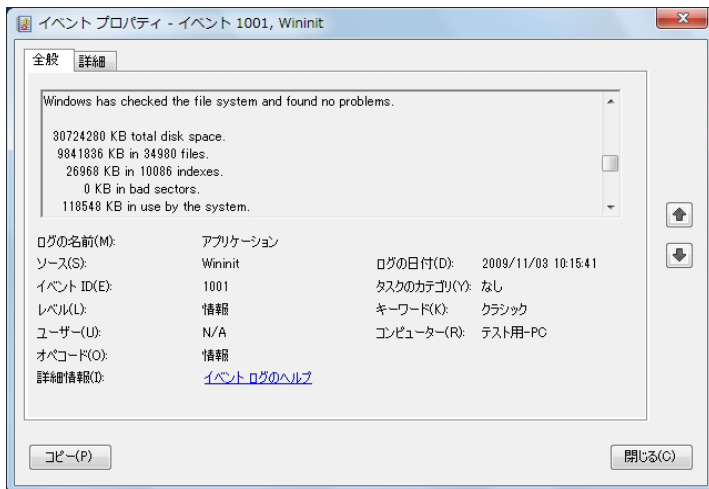 イベント プロパティ - イベント 1001, Wininit
全般
詳細
Windows has checked the file system and found no problems.
30724280 KB total disk space.
9841836 KB in 34980 files.
26968 KB in 10086 indexes.
0 KB in bad sectors.
118548 KB in use by the system.
ログの名前(M): アプリケーション
ソース(S): Wininit ログの日付(D): 2009/11/03 10:15:41
イベント ID(E): 1001 タスクのカテゴリ(Y): なし
レベル(L): 情報 キーワード(K): クラシック
ユーザー(U): N/A コンピューター(R): テスト用-PC
オペコード(O): 情報
詳細情報(I): イベント ログのヘルプ
コピー(P)
閉じる(C)